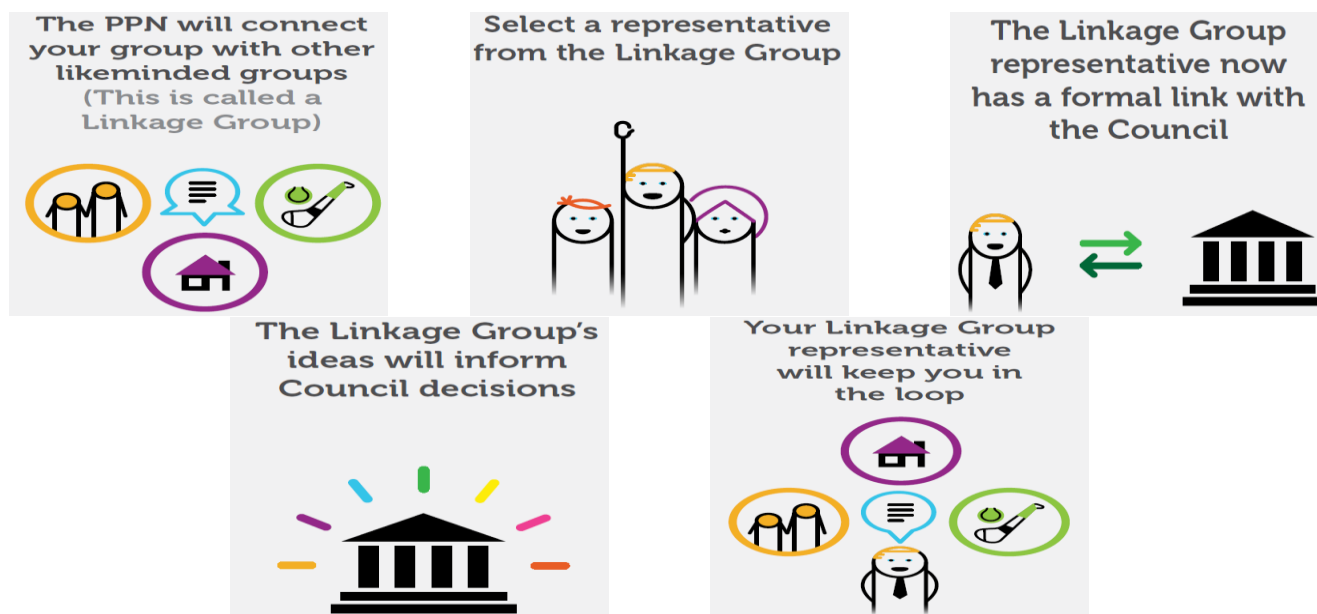 The PPN will connect
your group with other
likeminded groups
(This is called a
Linkage Group)
Select a representative
from the Linkage Group
The Linkage Group
representative now
has a formal link with
the Council
The Linkage Group's
ideas will inform
Council decisions
Your Linkage Group
representative
will keep you in
the loop